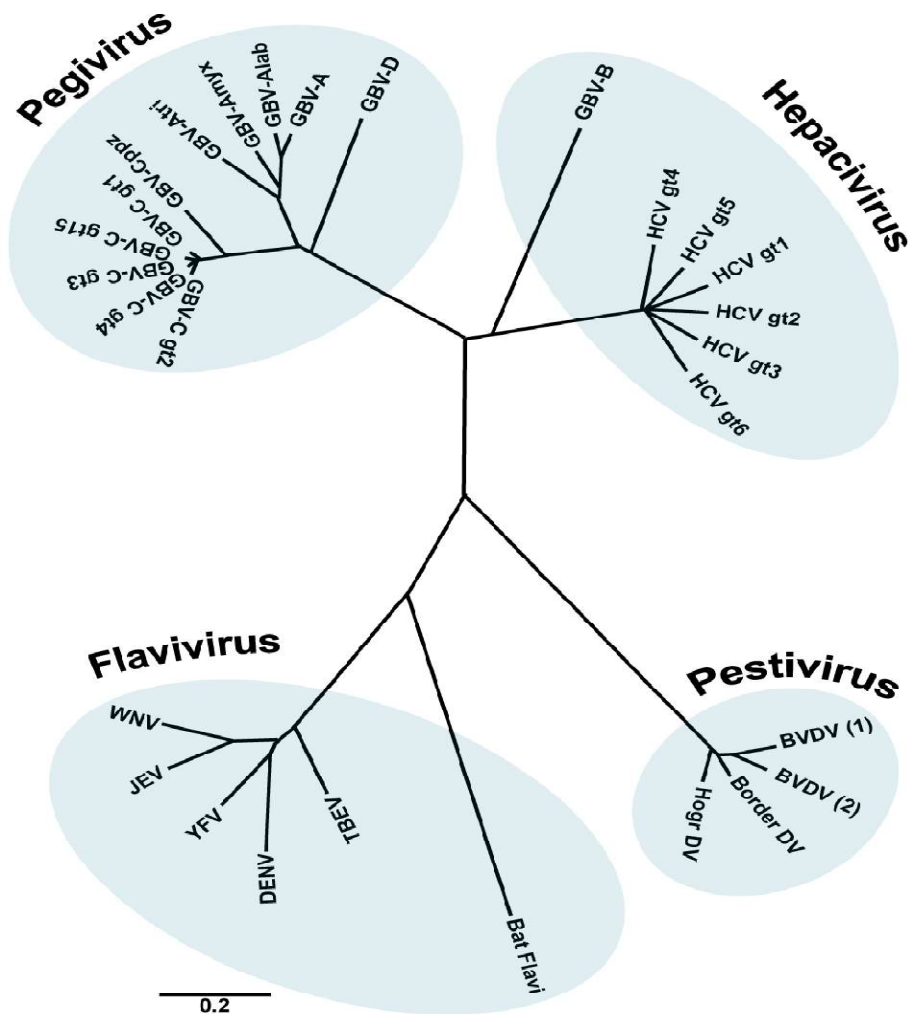 Pegivirus
GBV-Atri
GBV-Amyx
GBV-Alab
GBV-A
GBV-D
GBV-Cppz
GBV-C gt1
GBV-C gt15
GBV-C gt3
GBV-C gt4
GBV-C gt2
Hepacivirus
GBV-B
HCV gt4
HCV gt5
HCV gt1
HCV gt2
HCV gt3
HCV gt6
Flavivirus
WNV
JEV
YFV
DENV
TBEV
Bat Flavi
Pestivirus
BVDV (1)
BVDV (2)
Border DV
Hogr DV
0.2